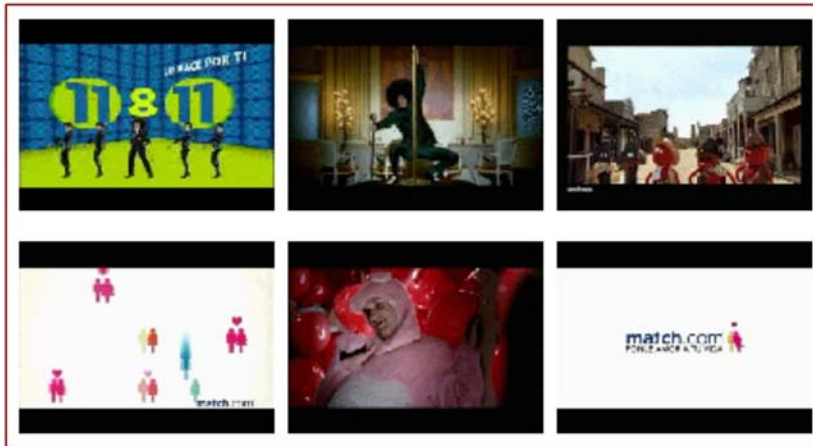 LO HACE POR TI
11 8 11
match.com
match.com
PONLE AMOR A TU VIDA